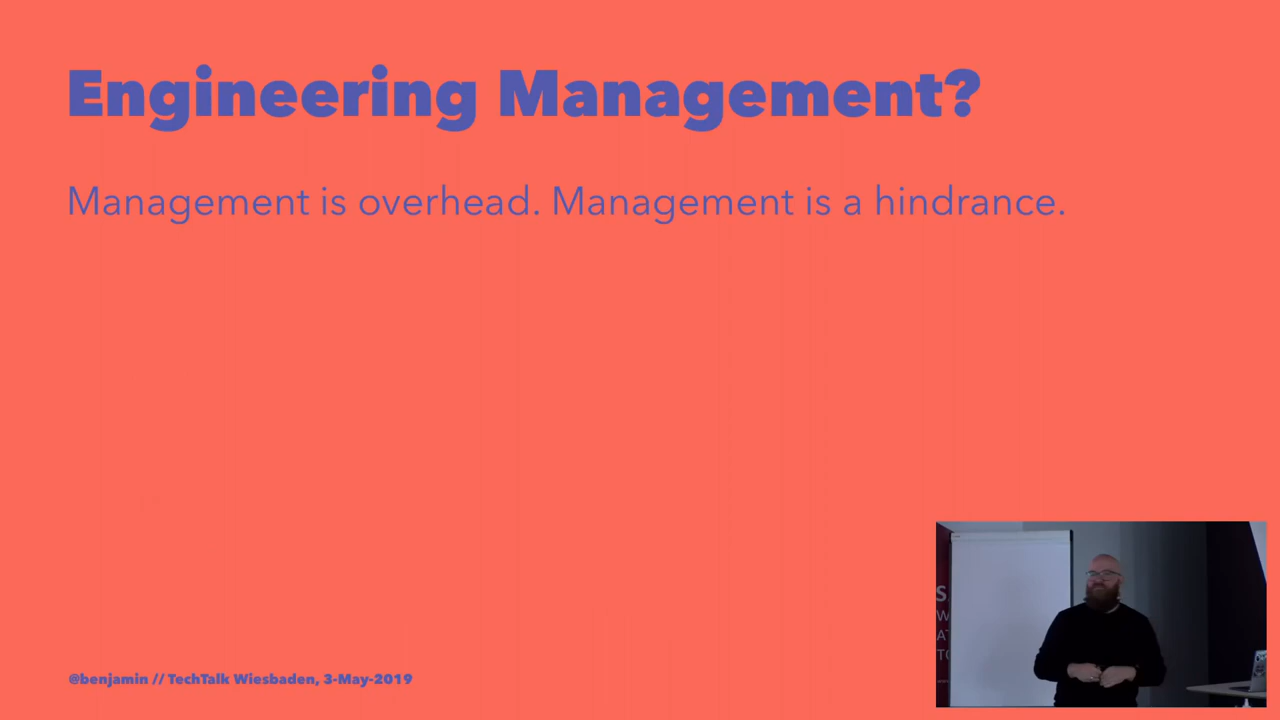 Engineering Management?
Management is overhead. Management is a hindrance.
@benjamin // TechTalk Wiesbaden, 3-May-2019